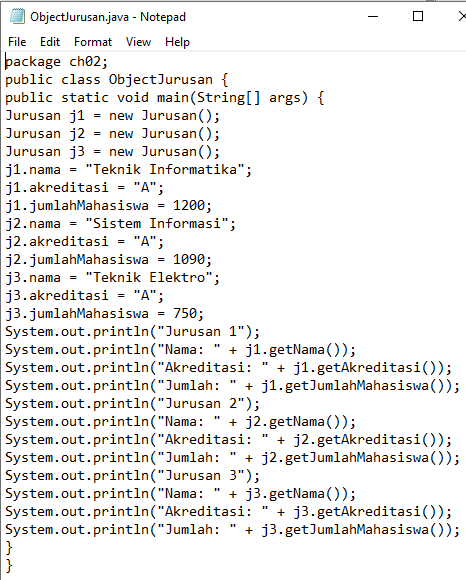 ObjectJurusan.java - Notepad
File Edit Format View Help
package ch02;
public class ObjectJurusan {
public static void main(String[] args) {
Jurusan j1 = new Jurusan();
Jurusan j2 = new Jurusan();
Jurusan j3 = new Jurusan();
j1.nama = "Teknik Informatika";
j1.akreditasi = "A";
j1.jumlahMahasiswa = 1200;
j2.nama = "Sistem Informasi";
j2.akreditasi = "A";
j2.jumlahMahasiswa = 1090;
j3.nama = "Teknik Elektro";
j3.akreditasi = "A";
j3.jumlahMahasiswa = 750;
System.out.println("Jurusan 1");
System.out.println("Nama: " + j1.getNama());
System.out.println("Akreditasi: " + j1.getAkreditasi());
System.out.println("Jumlah: " + j1.getJumlahMahasiswa());
System.out.println("Jurusan 2");
System.out.println("Nama: " + j2.getNama());
System.out.println("Akreditasi: " + j2.getAkreditasi());
System.out.println("Jumlah: " + j2.getJumlahMahasiswa());
System.out.println("Jurusan 3");
System.out.println("Nama: " + j3.getNama());
System.out.println("Akreditasi: " + j3.getAkreditasi());
System.out.println("Jumlah: " + j3.getJumlahMahasiswa());
}
}